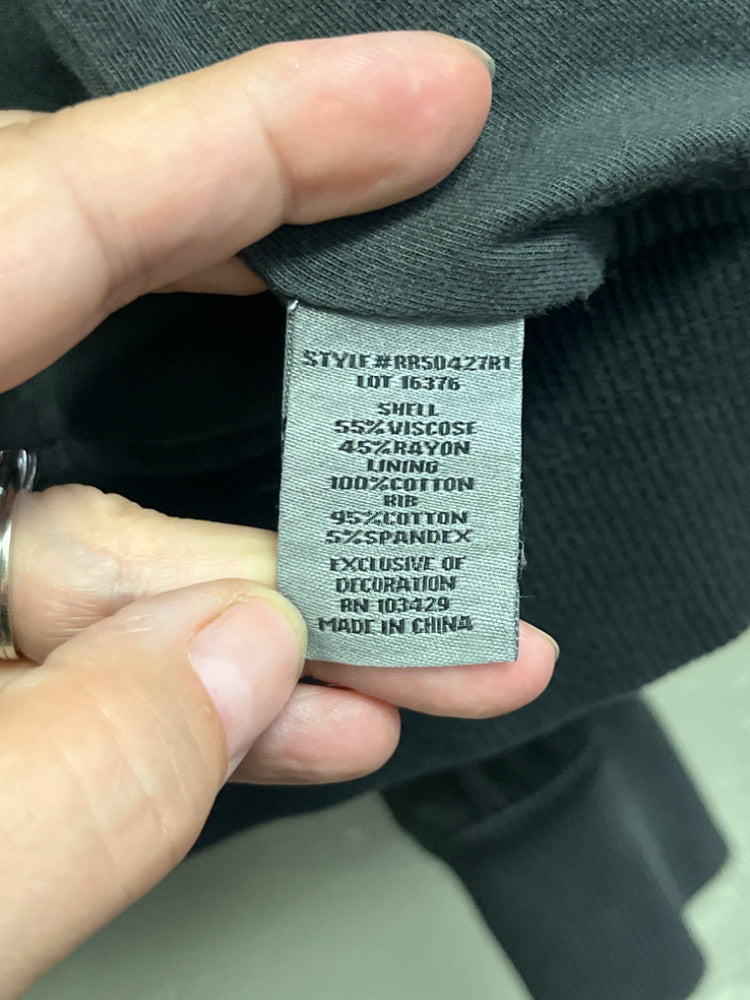 STYLE#RR50427R1
LOT 16376
SHELL
55%VISCOSE
45%RAYON
LINING
100%COTTON
RIB
95%COTTON
5%SPANDEX
EXCLUSIVE OF
DECORATION
RN 103429
MADE IN CHINA